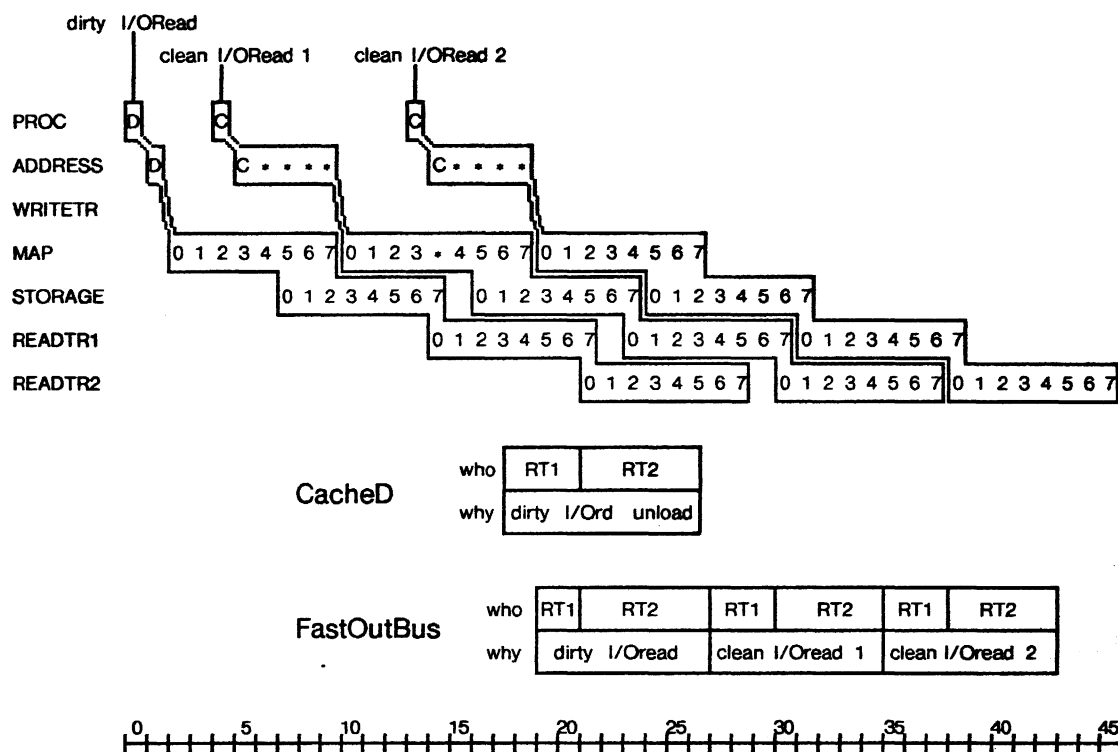 dirty I/ORead
clean I/ORead 1 clean I/ORead 2
PROC D C C
ADDRESS D C * * * * C * * * *
WRITETR
MAP 0 1 2 3 4 5 6 7 0 1 2 3 * 4 5 6 7 0 1 2 3 4 5 6 7
STORAGE 0 1 2 3 4 5 6 7 0 1 2 3 4 5 6 7 0 1 2 3 4 5 6 7
READTR1 0 1 2 3 4 5 6 7 0 1 2 3 4 5 6 7 0 1 2 3 4 5 6 7
READTR2 0 1 2 3 4 5 6 7 0 1 2 3 4 5 6 7 0 1 2 3 4 5 6 7
CacheD
who RT1 RT2
why dirty I/Ord unload
FastOutBus
who RT1 RT2 RT1 RT2 RT1 RT2
why dirty I/Oread clean I/Oread 1 clean I/Oread 2
0 5 10 15 20 25 30 35 40 45